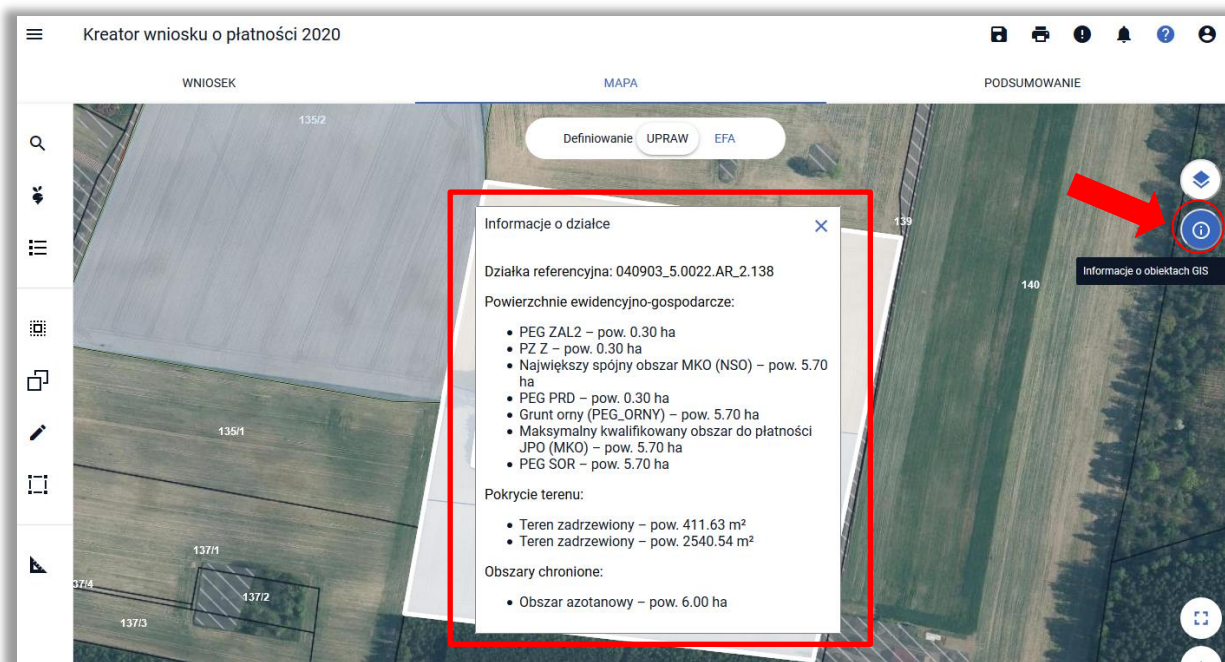 Kreator wniosku o płatności 2020
WNIOSEK
MAPA
PODSUMOWANIE
135/2
Definiowanie UPRAW EFA
Informacje o działce
139
Działka referencyjna: 040903_5.0022.AR_2.138
Informacje o obiektach GIS
140
Powierzchnie ewidencyjno-gospodarcze:
• PEG ZAL2 – pow. 0.30 ha
• PZ Z – pow. 0.30 ha
• Największy spójny obszar MKO (NSO) – pow. 5.70
ha
• PEG PRD – pow. 0.30 ha
• Grunt orny (PEG_ORNY) – pow. 5.70 ha
• Maksymalny kwalifikowany obszar do płatności
JPO (MKO) – pow. 5.70 ha
• PEG SOR – pow. 5.70 ha
135/1
Pokrycie terenu:
• Teren zadrzewiony – pow. 411.63 m²
• Teren zadrzewiony – pow. 2540.54 m²
137/1
Obszary chronione:
• Obszar azotanowy – pow. 6.00 ha
37/4
137/2
137/3